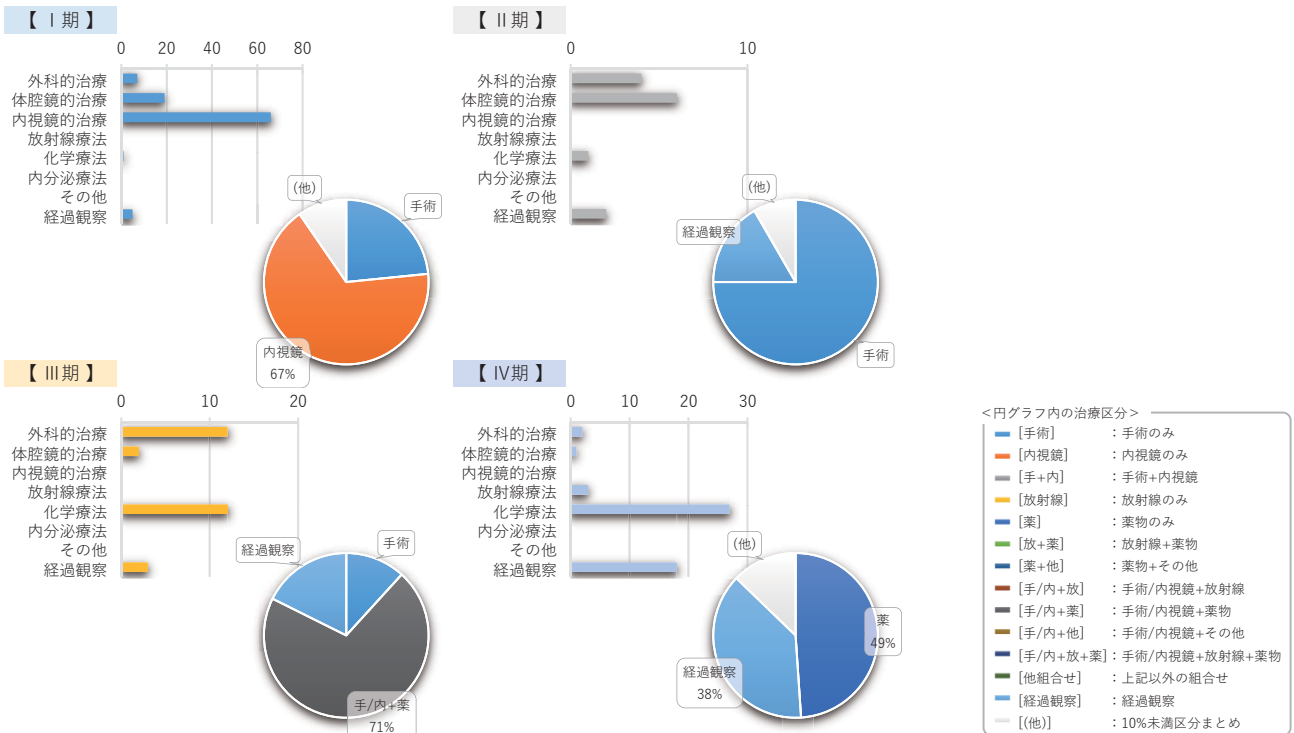 【 Ⅰ期 】
0 20 40 60 80
外科的治療
体腔鏡的治療
内視鏡的治療
放射線療法
化学療法
内分泌療法
その他
経過観察
(他)
手術
内視鏡
67%
【 Ⅱ期 】
0 10
外科的治療
体腔鏡的治療
内視鏡的治療
放射線療法
化学療法
内分泌療法
その他
経過観察
(他)
経過観察
手術
【 Ⅲ期 】
0 10 20
外科的治療
体腔鏡的治療
内視鏡的治療
放射線療法
化学療法
内分泌療法
その他
経過観察
経過観察
手術
手/内+薬
71%
【 Ⅳ期 】
0 10 20 30
外科的治療
体腔鏡的治療
内視鏡的治療
放射線療法
化学療法
内分泌療法
その他
経過観察
(他)
薬
49%
経過観察
38%
<円グラフ内の治療区分>
[手術] :手術のみ
[内視鏡] :内視鏡のみ
[手+内] :手術+内視鏡
[放射線] :放射線のみ
[薬] :薬物のみ
[放+薬] :放射線+薬物
[薬+他] :薬物+その他
[手/内+放] :手術/内視鏡+放射線
[手/内+薬] :手術/内視鏡+薬物
[手/内+他] :手術/内視鏡+その他
[手/内+放+薬] :手術/内視鏡+放射線+薬物
[他組合せ] :上記以外の組合せ
[経過観察] :経過観察
[(他)] :10%未満区分まとめ